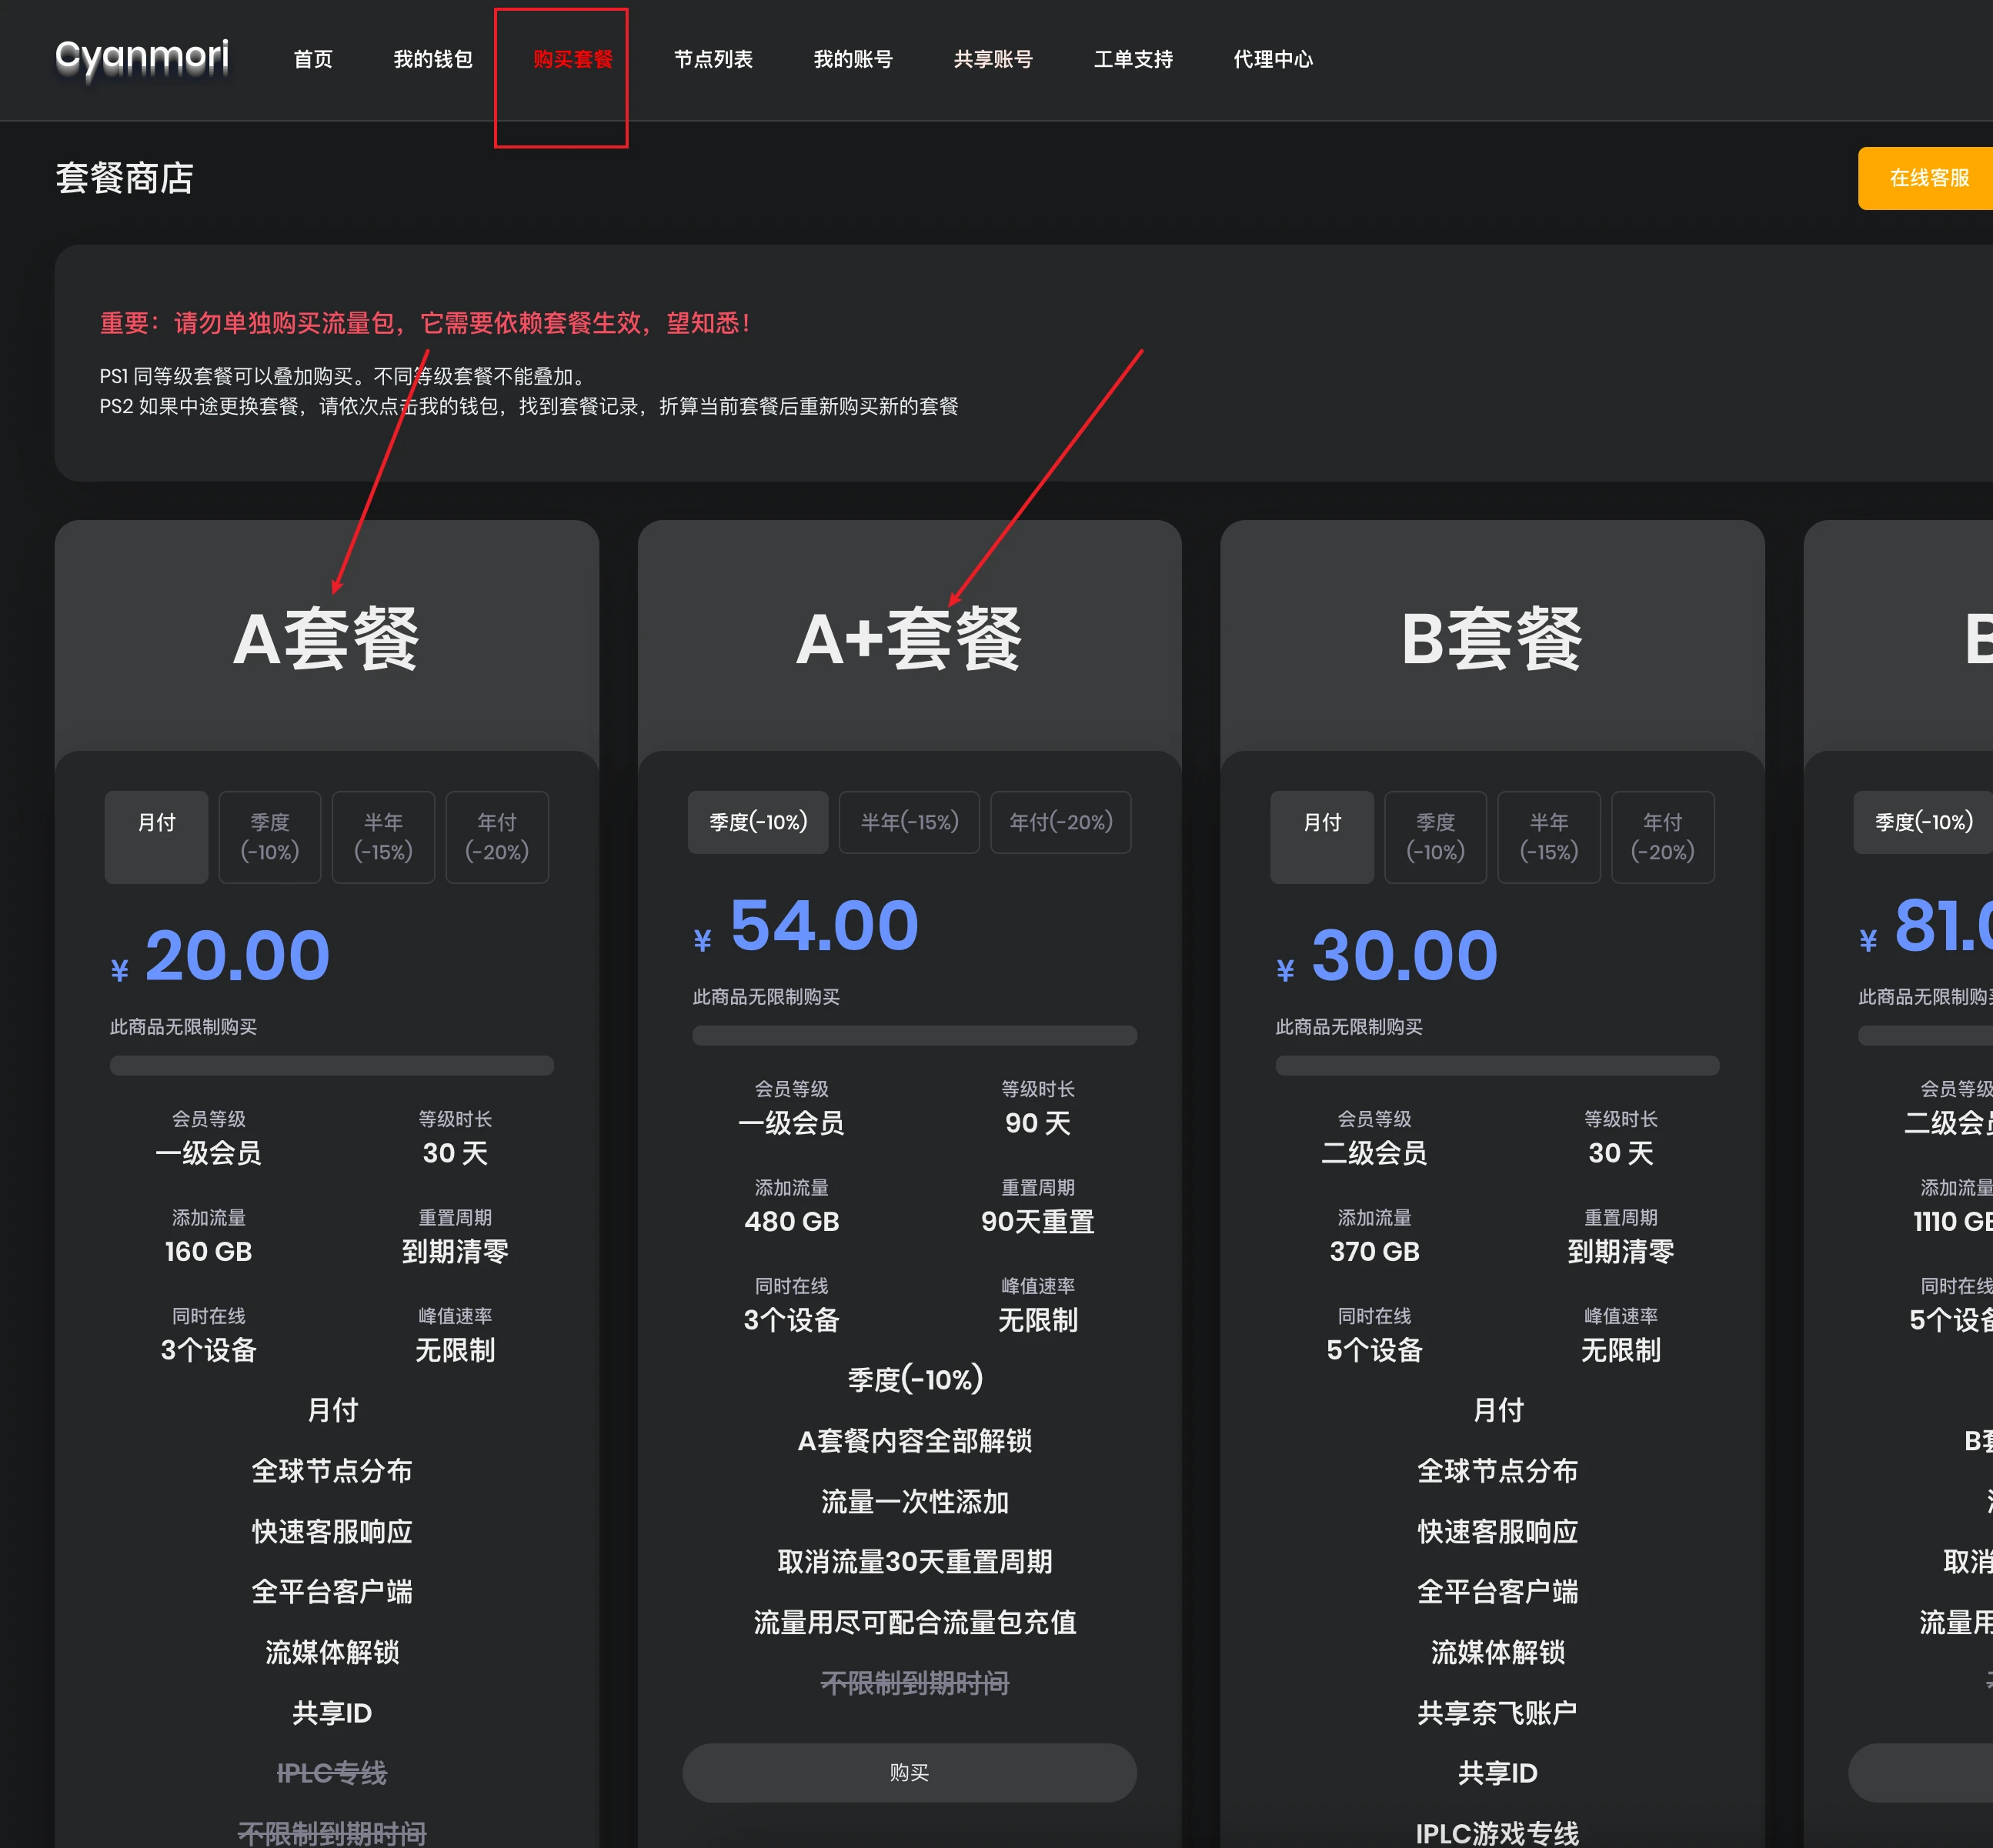 Cyanmori
首页
我的钱包
购买套餐
节点列表
我的账号
共享账号
工单支持
代理中心
套餐商店
在线客服
重要：请勿单独购买流量包，它需要依赖套餐生效，望知悉！
PS1 同等级套餐可以叠加购买。不同等级套餐不能叠加。
PS2 如果中途更换套餐，请依次点击我的钱包，找到套餐记录，折算当前套餐后重新购买新的套餐
A套餐
月付
季度
(-10%)
半年
(-15%)
年付
(-20%)
¥ 20.00
此商品无限制购买
会员等级
一级会员
等级时长
30 天
添加流量
160 GB
重置周期
到期清零
同时在线
3个设备
峰值速率
无限制
月付
全球节点分布
快速客服响应
全平台客户端
流媒体解锁
共享ID
IPLC专线
不限制到期时间
A+套餐
季度(-10%)
半年(-15%)
年付(-20%)
¥ 54.00
此商品无限制购买
会员等级
一级会员
等级时长
90 天
添加流量
480 GB
重置周期
90天重置
同时在线
3个设备
峰值速率
无限制
季度(-10%)
A套餐内容全部解锁
流量一次性添加
取消流量30天重置周期
流量用尽可配合流量包充值
不限制到期时间
购买
B套餐
月付
季度
(-10%)
半年
(-15%)
年付
(-20%)
¥ 30.00
此商品无限制购买
会员等级
二级会员
等级时长
30 天
添加流量
370 GB
重置周期
到期清零
同时在线
5个设备
峰值速率
无限制
月付
全球节点分布
快速客服响应
全平台客户端
流媒体解锁
共享奈飞账户
共享ID
IPLC游戏专线
B
季度(-10%)
¥ 81.0
此商品无限制购
会员等级
二级会员
添加流量
1110 GB
同时在线
5个设备
B套
取消
流量用